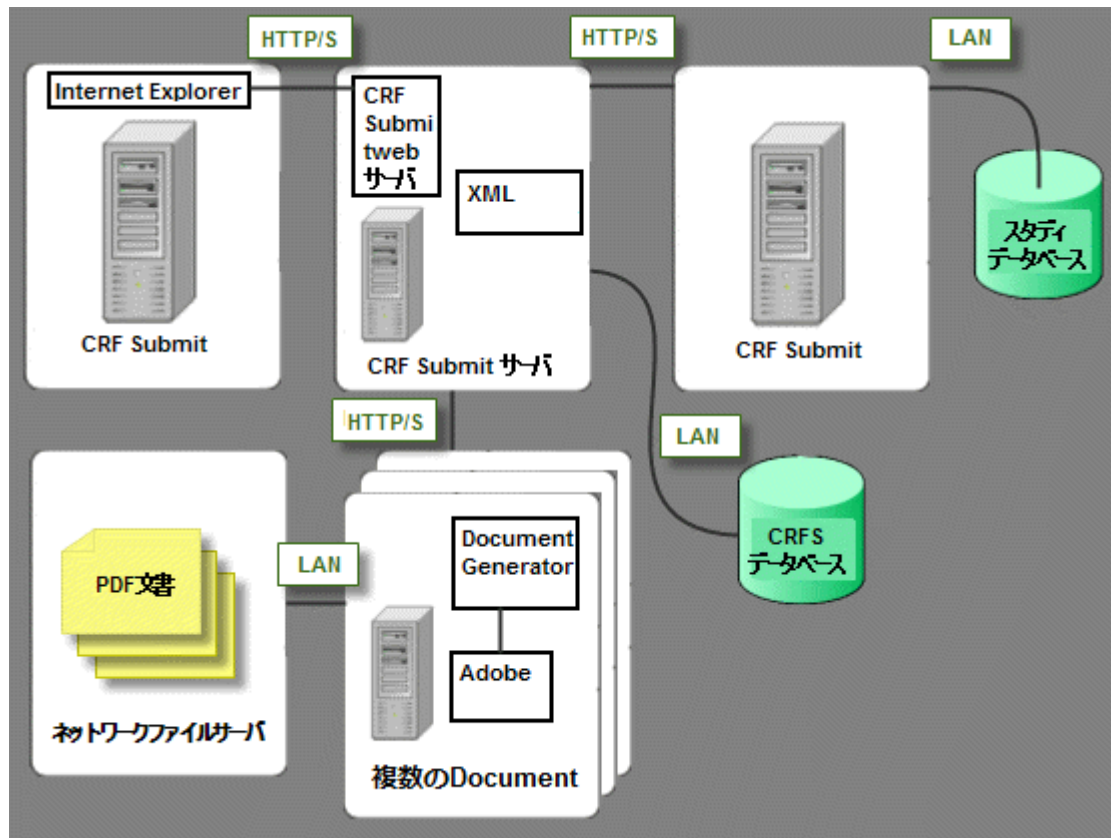 HTTP/S
HTTP/S
LAN
Internet Explorer
CRF Submit
CRF
Submi
tweb
サーバ
XML
CRF Submit サーバ
CRF Submit
スタディ
データベース
HTTP/S
LAN
CRFS
データベース
PDF文書
ネットワークファイルサーバ
LAN
Document
Generator
Adobe
複数のDocument